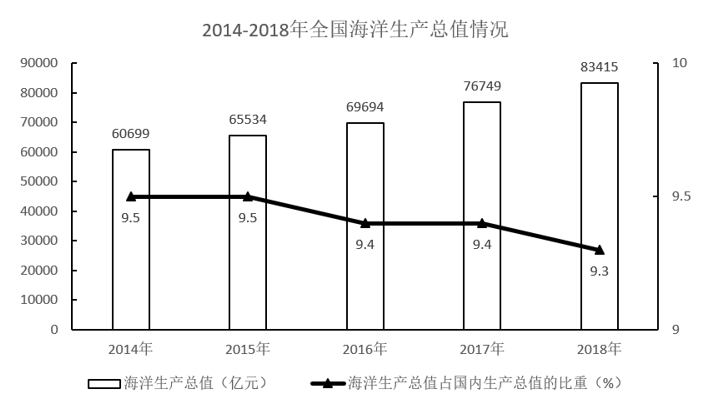 2014-2018年全国海洋生产总值情况
90000
80000
70000
60000
50000
40000
30000
20000
10000
0
10
9.5
9
60699
65534
69694
76749
83415
9.5
9.5
9.4
9.4
9.3
2014年
2015年
2016年
2017年
2018年
海洋生产总值（亿元）
海洋生产总值占国内生产总值的比重（%）